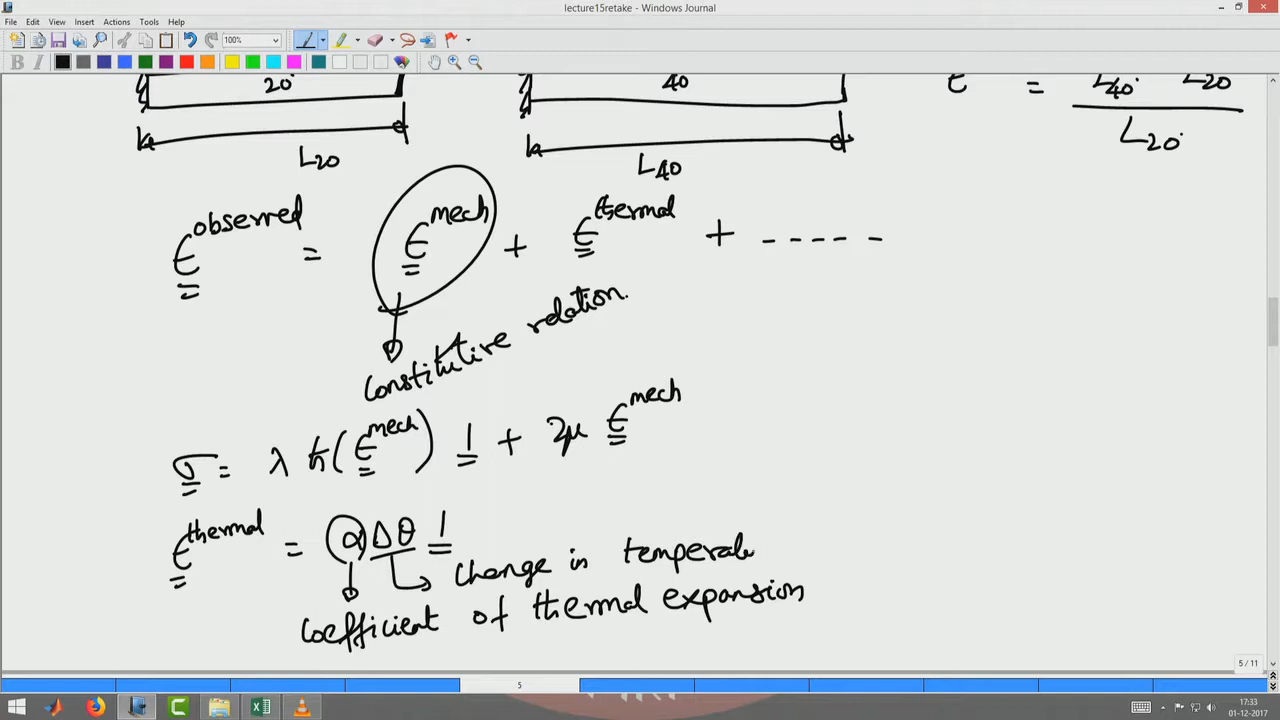 lecture15retake - Windows Journal
File Edit View Insert Actions Tools Help
100%
B I
20° 40 ε = L40° L20
L20 L40 L20°
ε observed = ε mech + ε thermal + -----
Constitutive relation.
σ = λ tr(ε mech) 1 + 2μ ε mech
ε thermal = α Δθ 1
Change in temperate
Coefficient of thermal expansion
5 / 11
5
17:33
01-12-2017